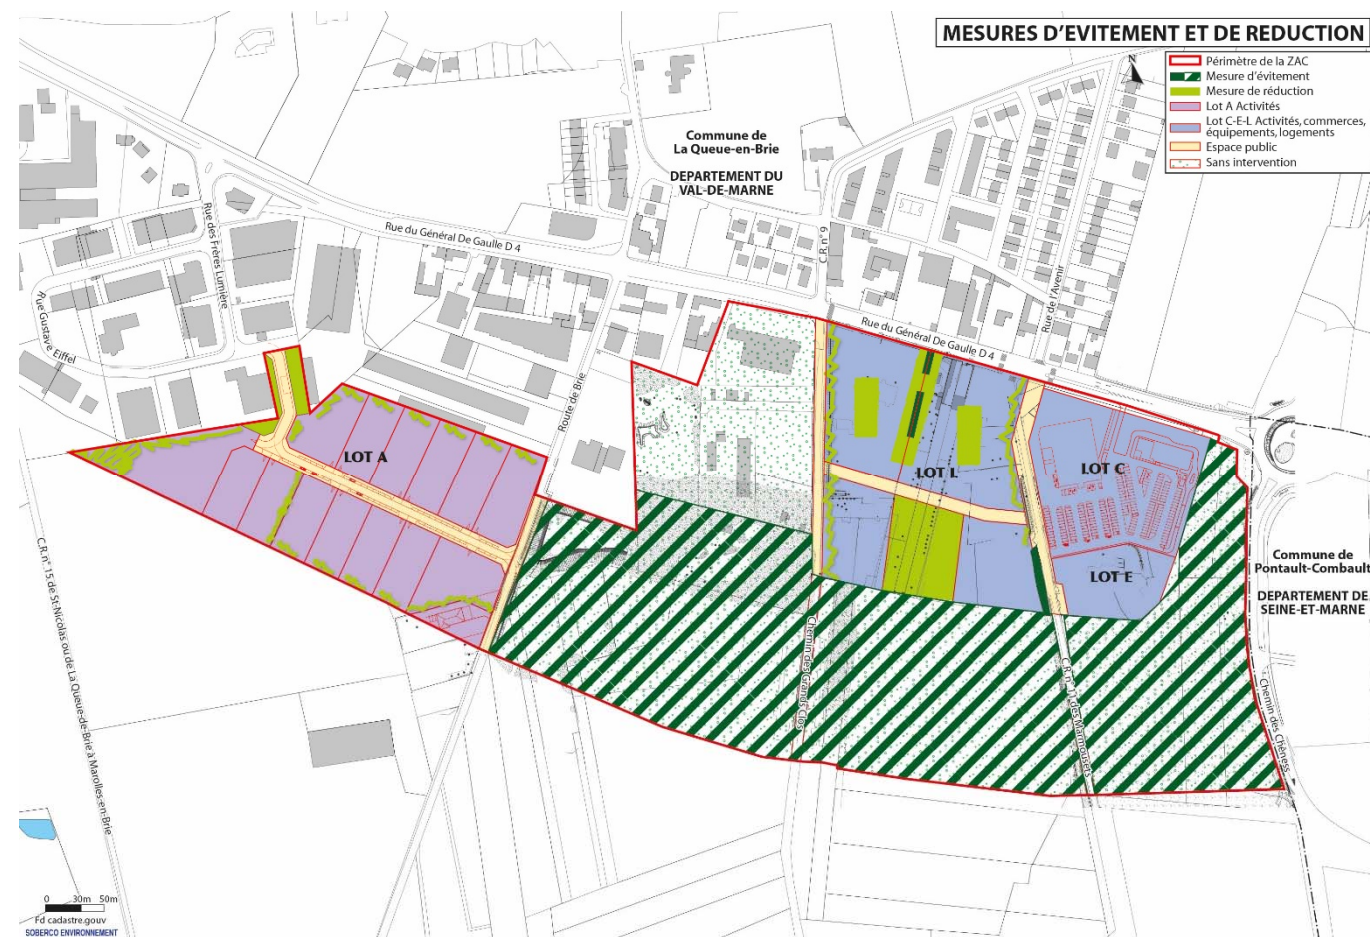 MESURES D'EVITEMENT ET DE REDUCTION
N
Périmètre de la ZAC
Mesure d'évitement
Mesure de réduction
Lot A Activités
Lot C-E-L Activités, commerces,
équipements, logements
Espace public
Sans intervention
Commune de
La Queue-en-Brie
DEPARTEMENT DU
VAL-DE-MARNE
Rue des Frères Lumière
Rue du Général De Gaulle D 4
C.R. n° 9
Rue de l'Avenir
Rue Gustave
Eiffel
Rue du Général De Gaulle D 4
Route de Brie
LOT A
LOT L
LOT C
LOT E
Commune de
Pontault-Combault
DEPARTEMENT DE
SEINE-ET-MARNE
C.R. n° 15 de St-Nicolas ou de La Queue-de-Brie à Marolles-en-Brie
Chemin des Grands Clos
C.R. n° 11 des Marmousets
Chemin des Chêness
0 30m 50m
Fd cadastre.gouv
SOBERCO ENVIRONNEMENT